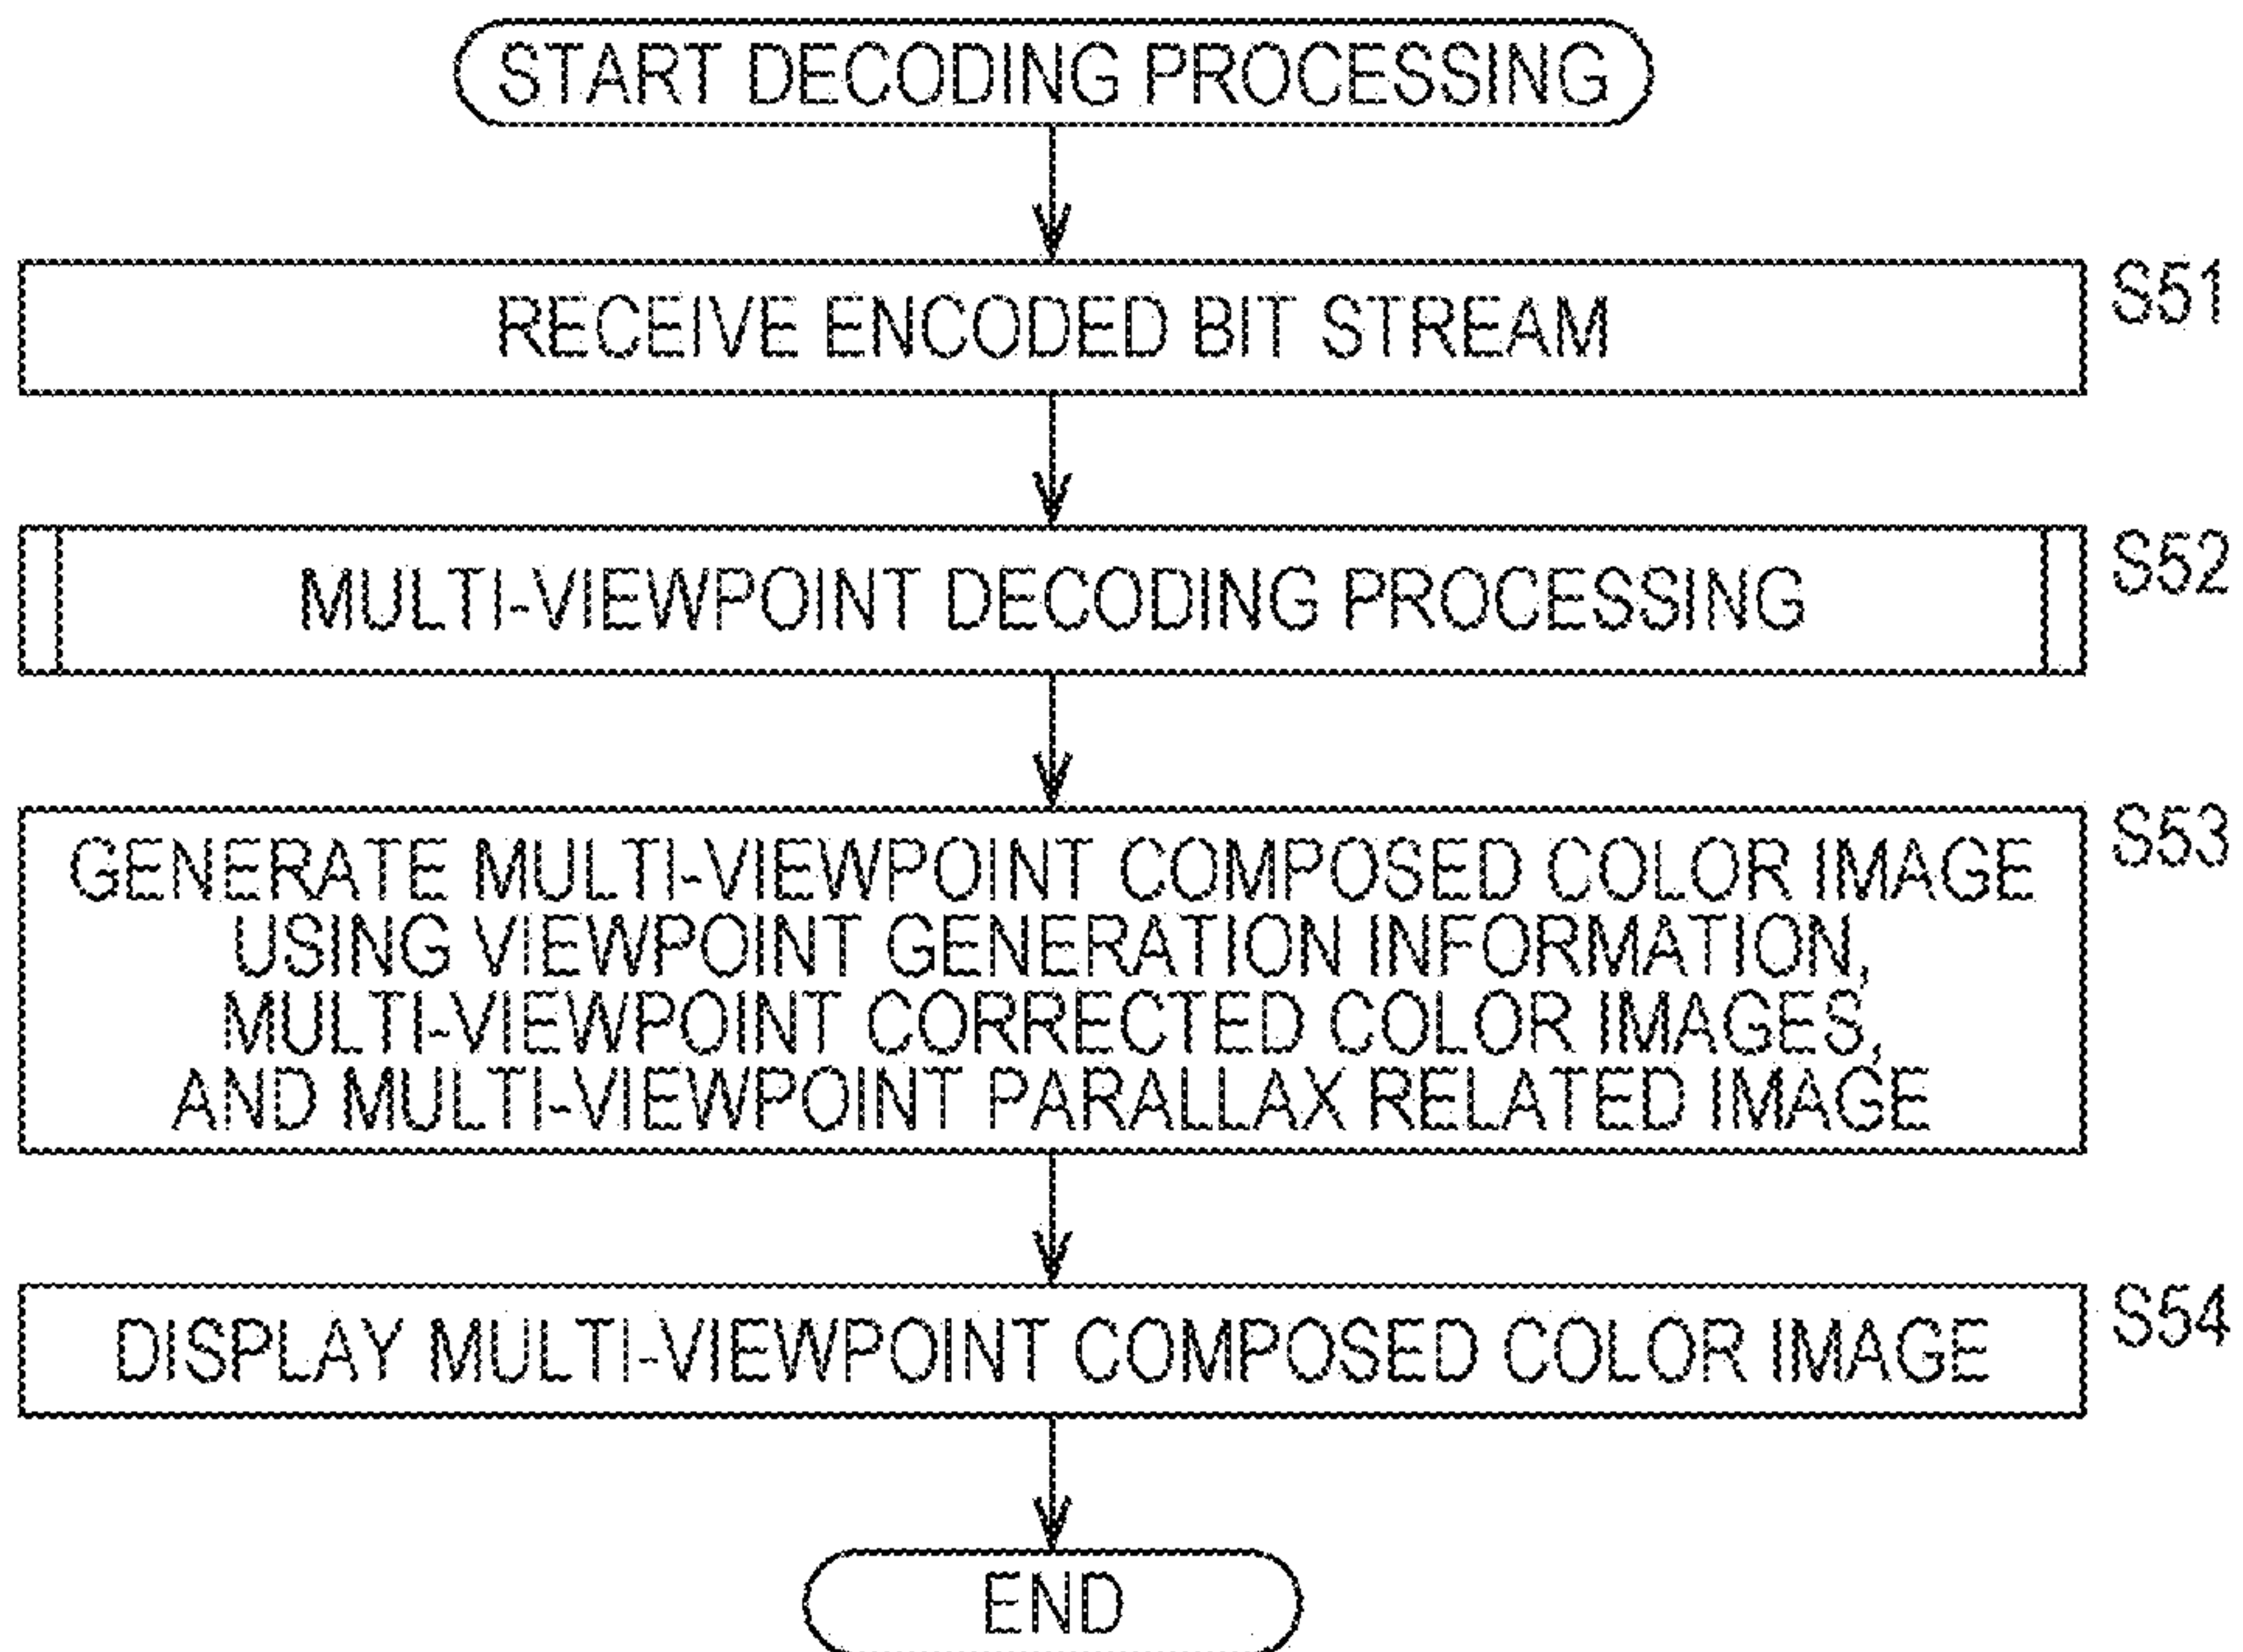 START DECODING PROCESSING
RECEIVE ENCODED BIT STREAM
S51
MULTI-VIEWPOINT DECODING PROCESSING
S52
GENERATE MULTI-VIEWPOINT COMPOSED COLOR IMAGE
USING VIEWPOINT GENERATION INFORMATION,
MULTI-VIEWPOINT CORRECTED COLOR IMAGES,
AND MULTI-VIEWPOINT PARALLAX RELATED IMAGE
S53
DISPLAY MULTI-VIEWPOINT COMPOSED COLOR IMAGE
S54
END